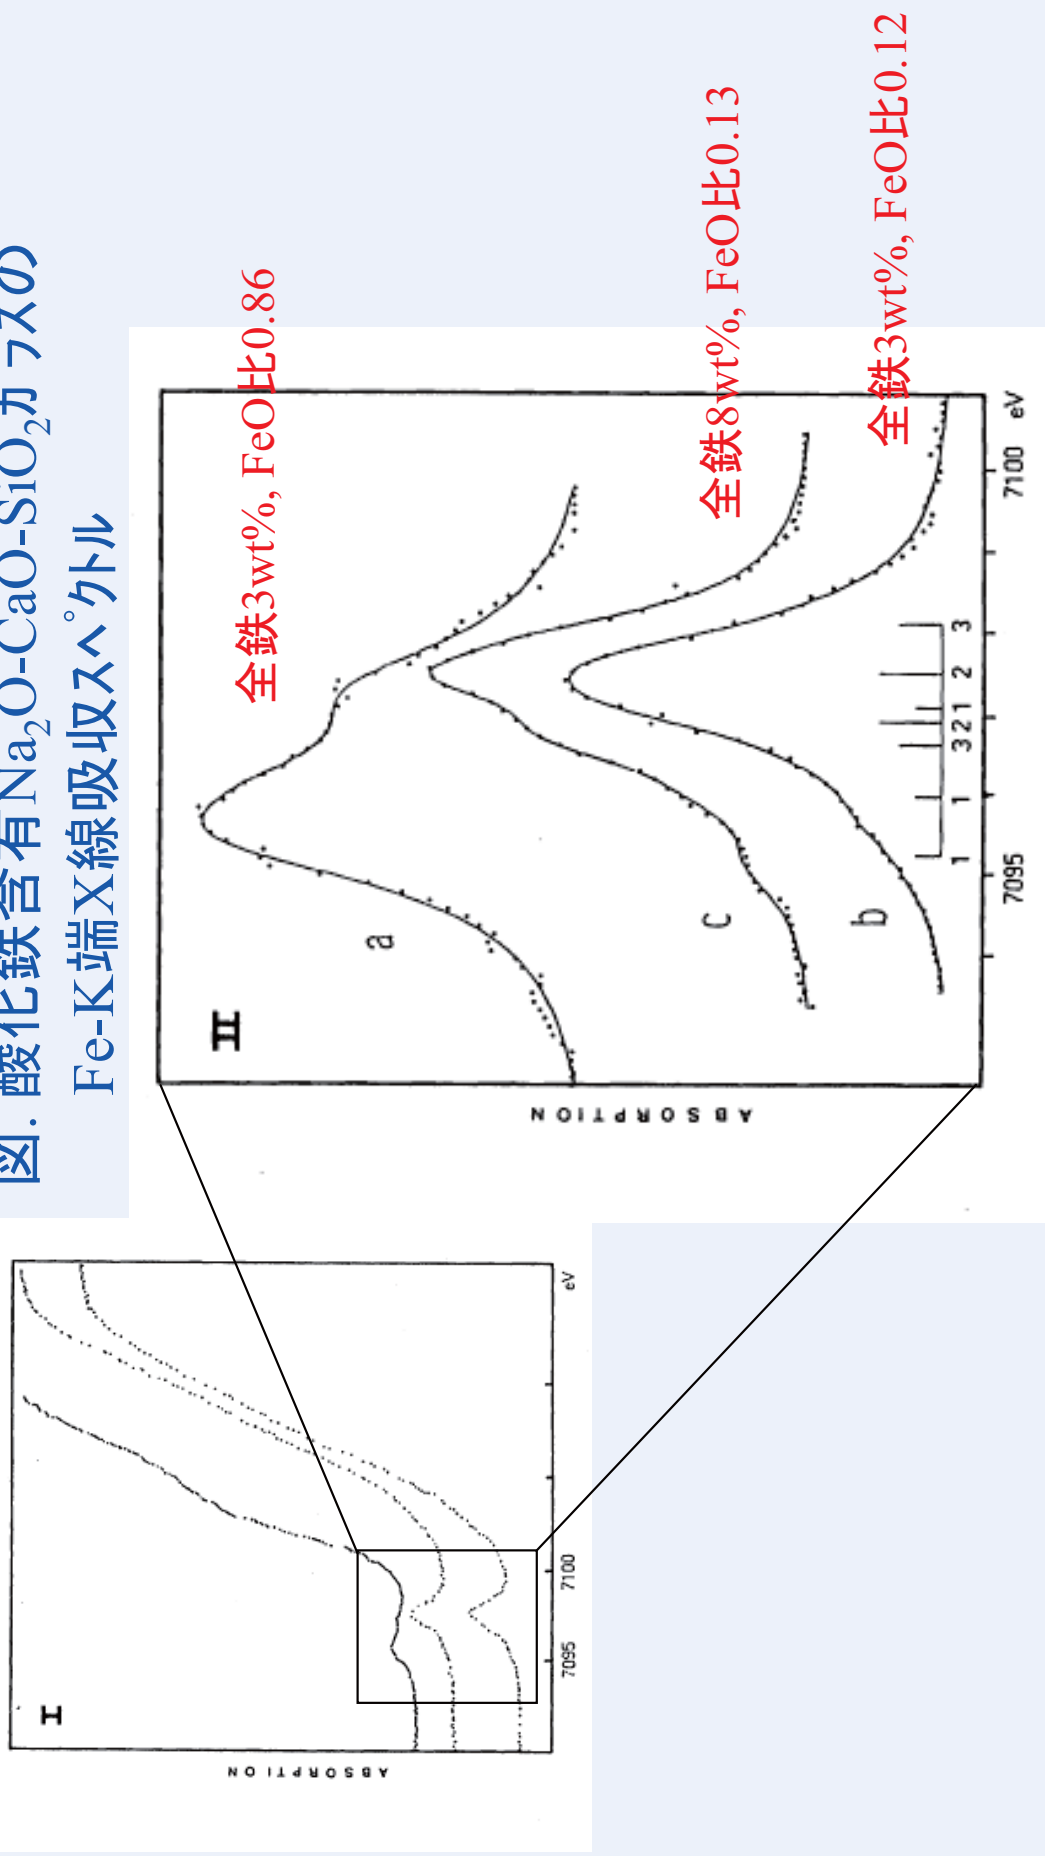 図. 酸化鉄含有Na₂O-CaO-SiO₂ガラスの
Fe-K端X線吸収スペクトル
I
ABSORPTION
7095
7100
eV
II
ABSORPTION
全鉄3wt%, FeO比0.86
全鉄8wt%, FeO比0.13
全鉄3wt%, FeO比0.12
a
c
b
1 1 3 2 1 2 3
7095
7100
eV